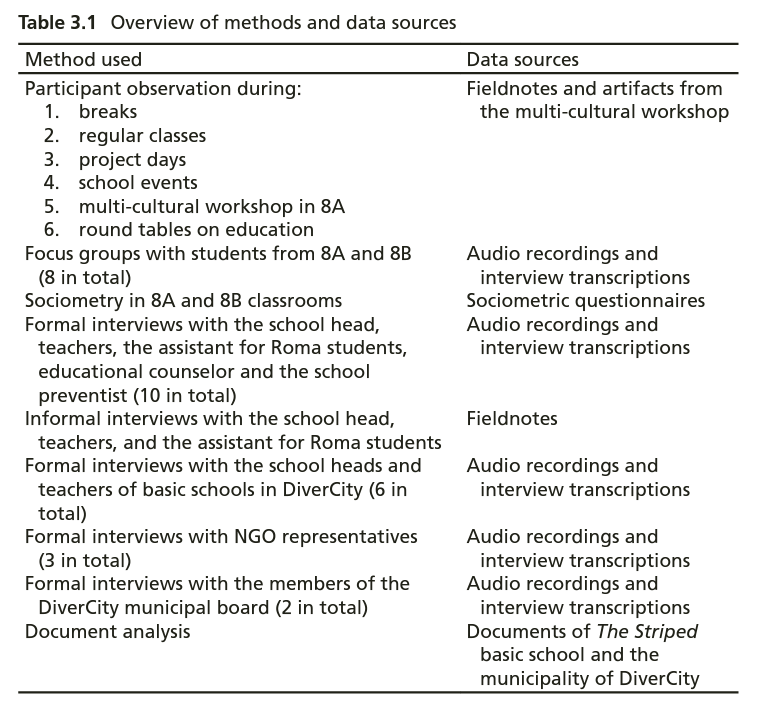 Table 3.1 Overview of methods and data sources
Method used Data sources
Participant observation during: Fieldnotes and artifacts from
1. breaks the multi-cultural workshop
2. regular classes
3. project days
4. school events
5. multi-cultural workshop in 8A
6. round tables on education
Focus groups with students from 8A and 8B Audio recordings and
(8 in total) interview transcriptions
Sociometry in 8A and 8B classrooms Sociometric questionnaires
Formal interviews with the school head, Audio recordings and
teachers, the assistant for Roma students, interview transcriptions
educational counselor and the school
preventist (10 in total)
Informal interviews with the school head, Fieldnotes
teachers, and the assistant for Roma students
Formal interviews with the school heads and Audio recordings and
teachers of basic schools in DiverCity (6 in interview transcriptions
total)
Formal interviews with NGO representatives Audio recordings and
(3 in total) interview transcriptions
Formal interviews with the members of the Audio recordings and
DiverCity municipal board (2 in total) interview transcriptions
Document analysis Documents of The Striped
basic school and the
municipality of DiverCity